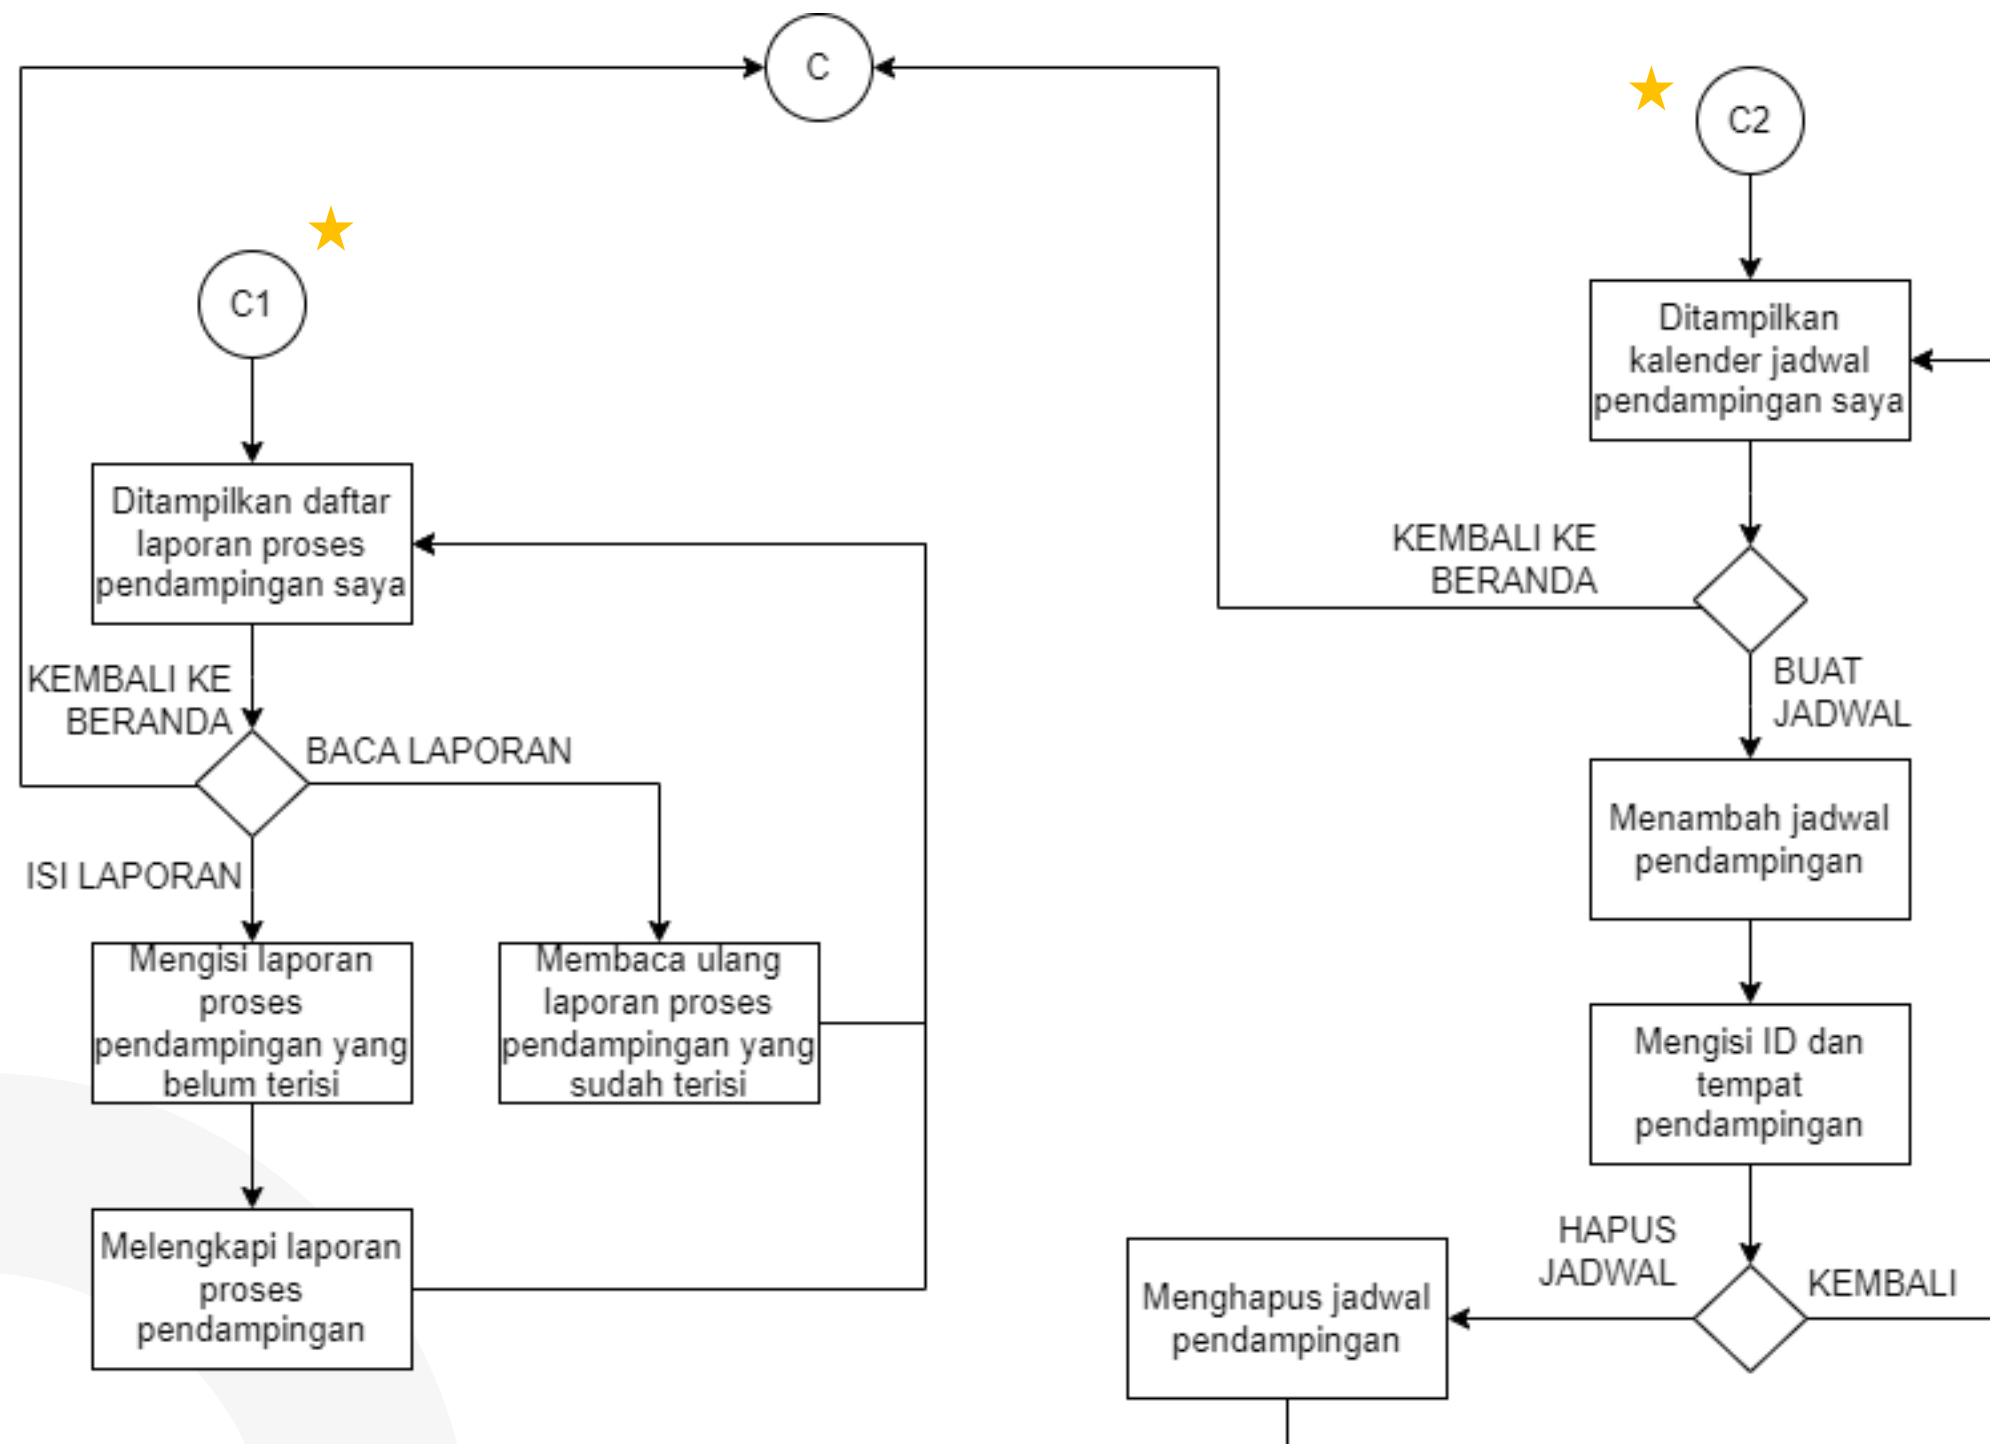 C
C2
C1
Ditampilkan
kalender jadwal
pendampingan saya
Ditampilkan daftar
laporan proses
pendampingan saya
KEMBALI KE
BERANDA
KEMBALI KE
BERANDA
BACA LAPORAN
BUAT
JADWAL
ISI LAPORAN
Menambah jadwal
pendampingan
Mengisi laporan
proses
pendampingan yang
belum terisi
Membaca ulang
laporan proses
pendampingan yang
sudah terisi
Mengisi ID dan
tempat
pendampingan
Melengkapi laporan
proses
pendampingan
HAPUS
JADWAL
KEMBALI
Menghapus jadwal
pendampingan